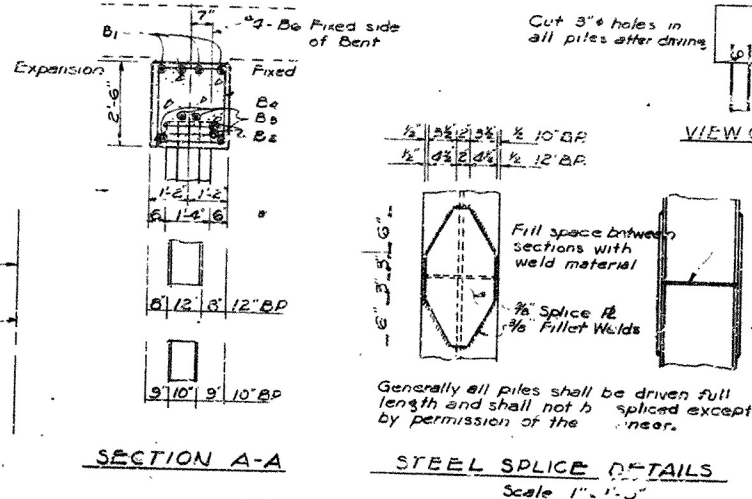 7"
#4-B6 Fixed side
of Bent
B1
Expansion
Fixed
2'-6"
B4
B3
B2
1'-2" 1'-2"
6 1'-4" 6
8" 12" 8" 12" B.P.
9" 10" 9" 10" B.P.
SECTION A-A
Cut 3"ø holes in
all piles after driving
6"
VIEW
½" 3½" 2" 3½" ½ 10" B.P.
½" 4½ 2" 4½" ½ 12" B.P.
6" 3" 3" 6"
Fill space between
sections with
weld material
⅜" Splice PL
⅜" Fillet Welds
Generally all piles shall be driven full
length and shall not b spliced except
by permission of the neer.
STEEL SPLICE DETAILS
Scale